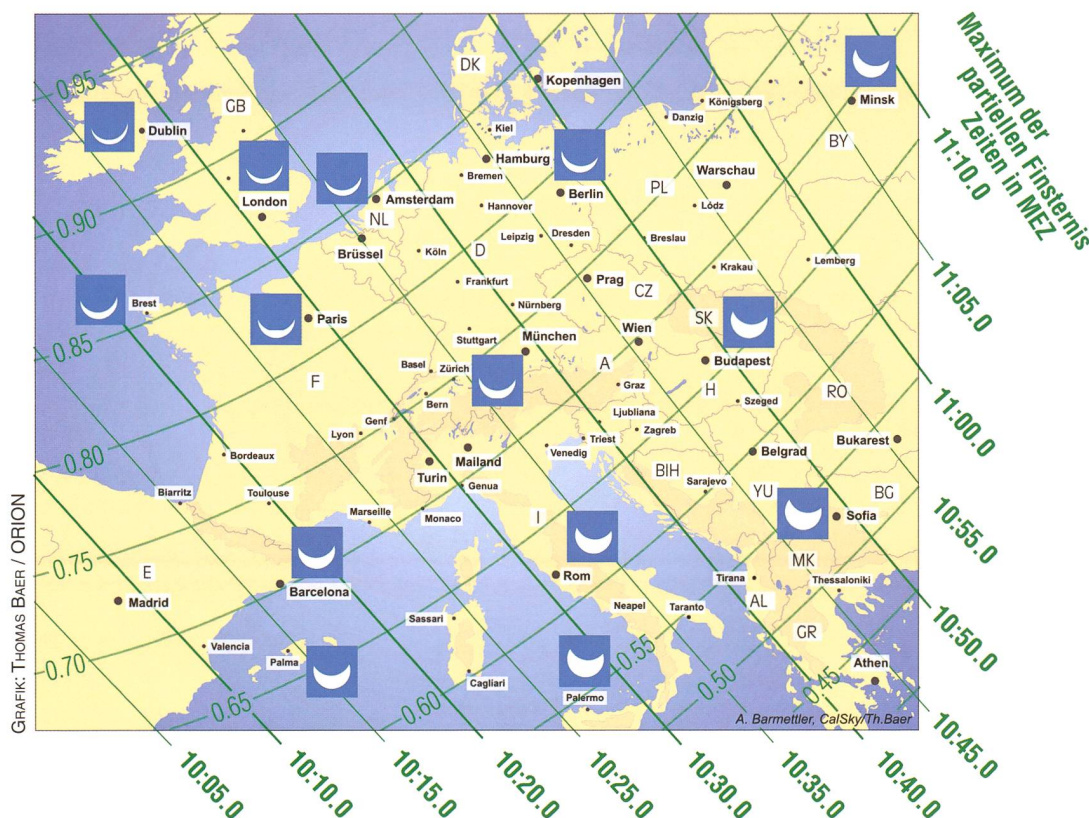 Maximum der
partiellen Finsternis
Zeiten in MEZ
0.95
DK
Kopenhagen
Minsk
GB
Königsberg
Danzig
11:10.0
Dublin
Kiel
BY
Hamburg
Bremen
Warschau
London
Amsterdam
Berlin
PL
0.90
NL
Hannover
Lódz
Brüssel
Köln
D
Leipzig
Dresden
Breslau
Lemberg
11:05.0
Krakau
Frankfurt
Prag
CZ
Brest
Paris
Nürnberg
SK
0.85
Stuttgart
München
Wien
Budapest
Basel
Zürich
A
F
Bern
Graz
H
Szeged
RO
11:00.0
Genf
Ljubliana
Lyon
Triest
Zagreb
Bukarest
Bordeaux
Mailand
Venedig
Belgrad
0.80
Turin
BIH
Genua
Sarajevo
YU
BG
Biarritz
Toulouse
Marseille
Monaco
I
Sofia
10:55.0
0.75
E
Barcelona
Rom
MK
Tirana
Thessaloniki
Madrid
AL
Neapel
Taranto
Sassari
GR
10:50.0
Valencia
Palma
0.70
0.55
Athen
Cagliari
0.50
0.45
0.65
0.60
Palermo
A. Barmettler, CalSky/Th.Baer
10:45.0
10:05.0
10:10.0
10:15.0
10:20.0
10:25.0
10:30.0
10:35.0
10:40.0
GRAFIK: THOMAS BAER / ORION